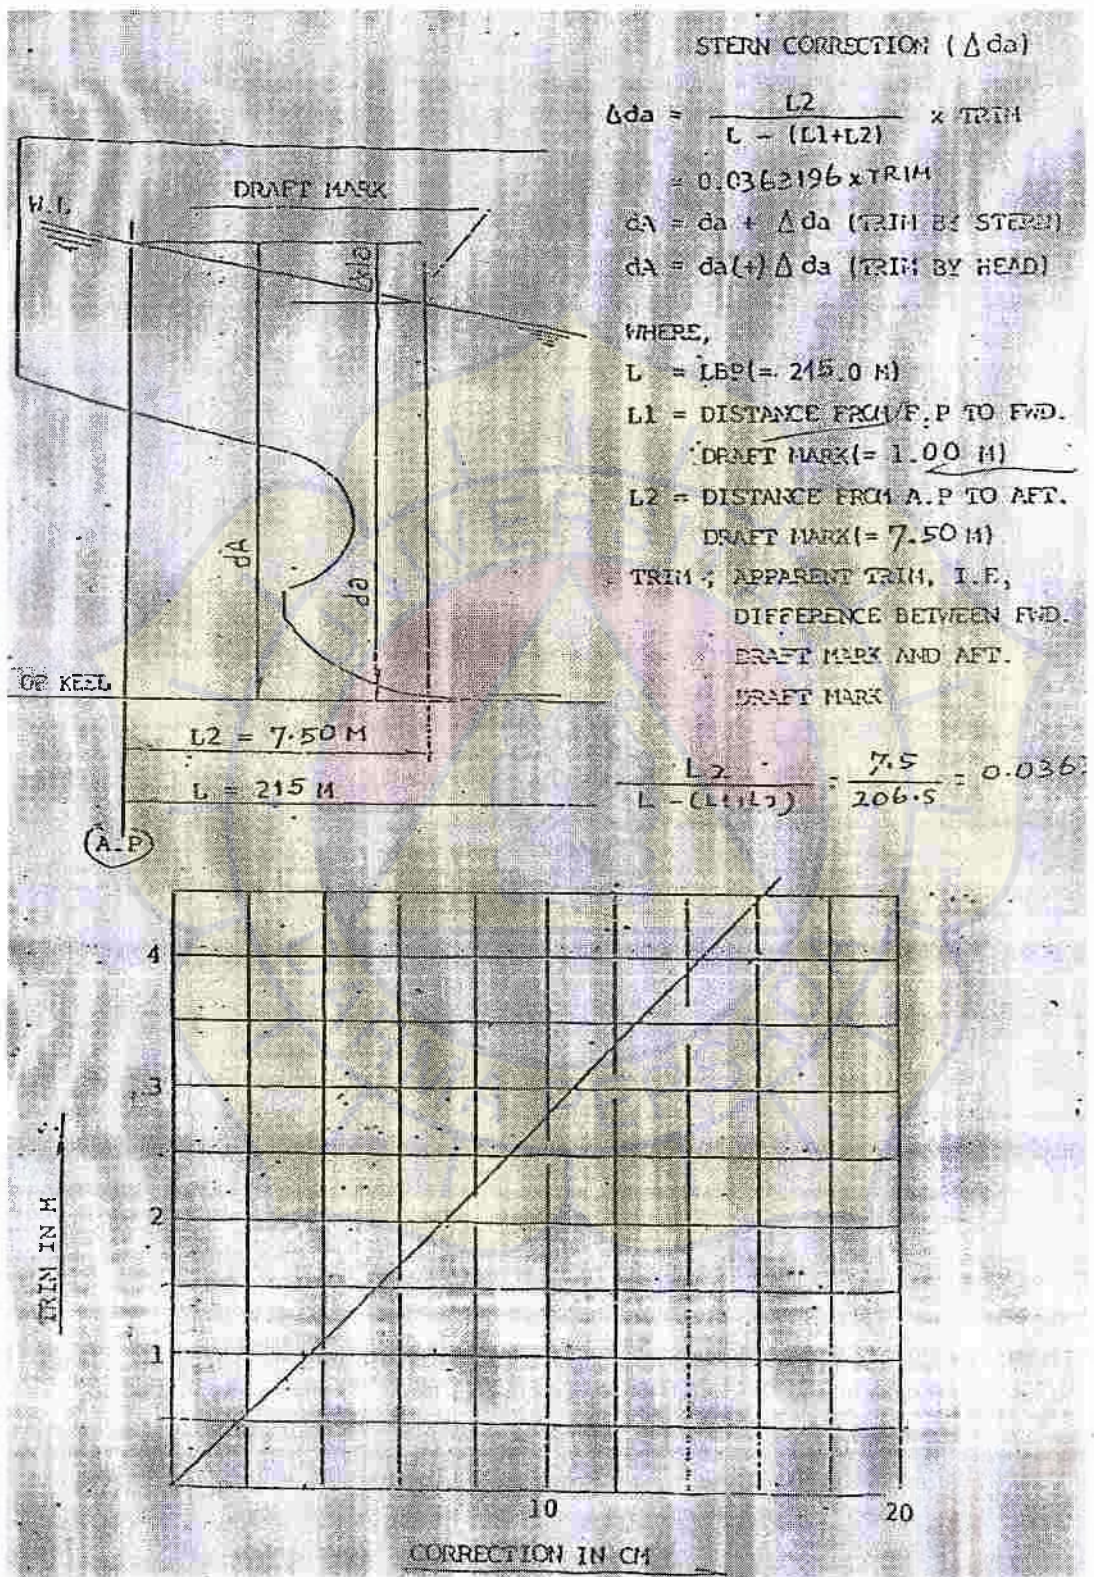 STERN CORRECTION (Δda)
Δda = L2 / L - (L1+L2) x TRIM
= 0.0363196 x TRIM
dA = da + Δda (TRIM BY STERN)
dA = da(+) Δda (TRIM BY HEAD)
WHERE,
L = LBP(= 215.0 M)
L1 = DISTANCE FROM F.P TO FWD.
DRAFT MARK(= 1.00 M)
L2 = DISTANCE FROM A.P TO AFT.
DRAFT MARK(= 7.50 M)
TRIM ; APPARENT TRIM, I.E,
DIFFERENCE BETWEEN FWD.
DRAFT MARK AND AFT.
DRAFT MARK
L2 / L - (L1+L2) = 7.5 / 206.5 = 0.036
DRAFT MARK
W.L
Δda
dA
da
OF KEEL
L2 = 7.50 M
L = 215 M
A.P
4
3
2
1
TRIM IN M
10
20
CORRECTION IN CM